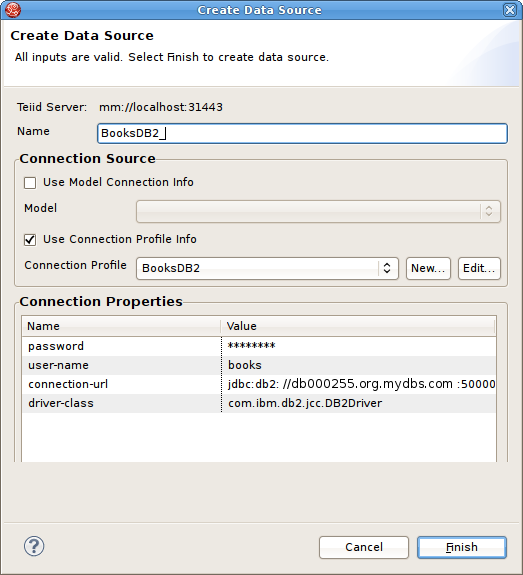 Create Data Source
Create Data Source
All inputs are valid. Select Finish to create data source.
Teiid Server: mm://localhost:31443
Name BooksDB2_
Connection Source
Use Model Connection Info
Model
Use Connection Profile Info
Connection Profile BooksDB2 New... Edit...
Connection Properties
Name Value
password ********
user-name books
connection-url jdbc:db2: //db000255.org.mydbs.com :50000
driver-class com.ibm.db2.jcc.DB2Driver
? Cancel Finish